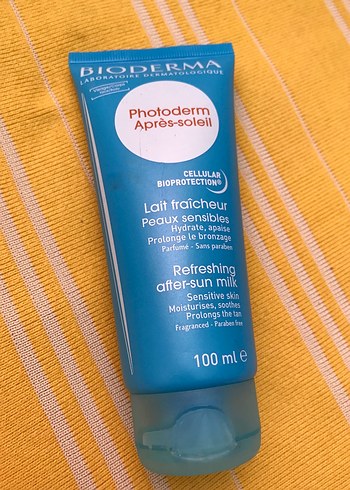 BIODERMA
LABORATOIRE DERMATOLOGIQUE
Photoderm
Après-soleil
CELLULAR
BIOPROTECTION®
Lait fraîcheur
Peaux sensibles
Hydrate, apaise
Prolonge le bronzage
Parfumé - Sans paraben
Refreshing
after-sun milk
Sensitive skin
Moisturises, soothes
Prolongs the tan
Fragranced - Paraben free
100 ml e